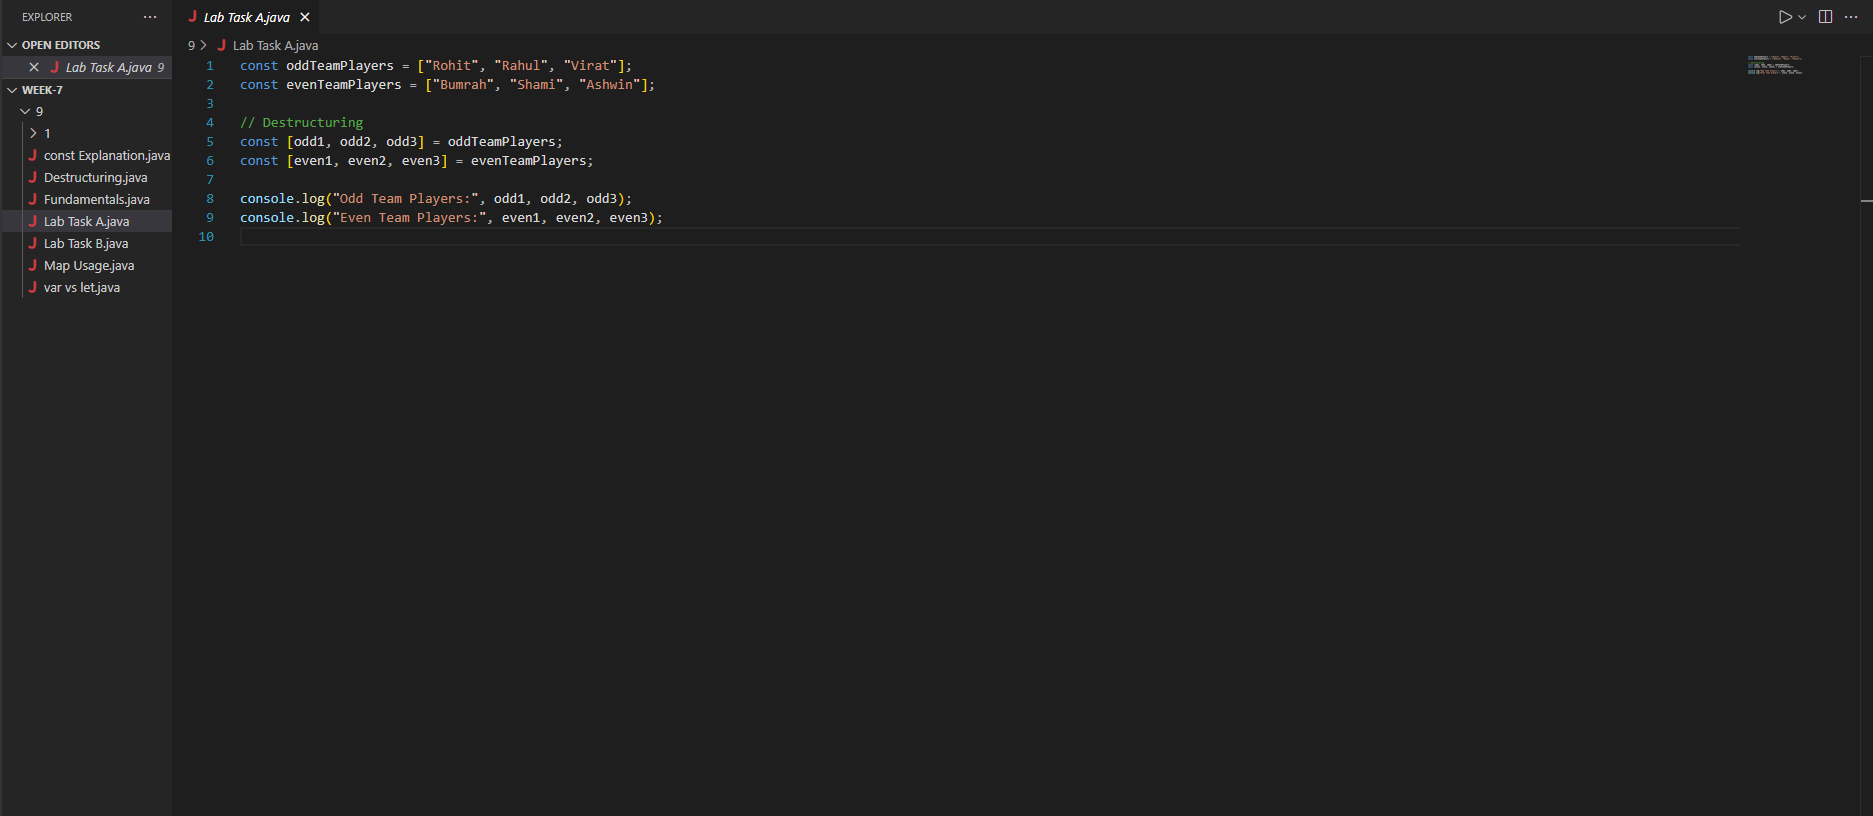 EXPLORER
OPEN EDITORS
Lab Task A.java 9
WEEK-7
9
1
const Explanation.java
Destructuring.java
Fundamentals.java
Lab Task A.java
Lab Task B.java
Map Usage.java
var vs let.java
Lab Task A.java
9 > Lab Task A.java
1 const oddTeamPlayers = ["Rohit", "Rahul", "Virat"];
2 const evenTeamPlayers = ["Bumrah", "Shami", "Ashwin"];
3
4 // Destructuring
5 const [odd1, odd2, odd3] = oddTeamPlayers;
6 const [even1, even2, even3] = evenTeamPlayers;
7
8 console.log("Odd Team Players:", odd1, odd2, odd3);
9 console.log("Even Team Players:", even1, even2, even3);
10